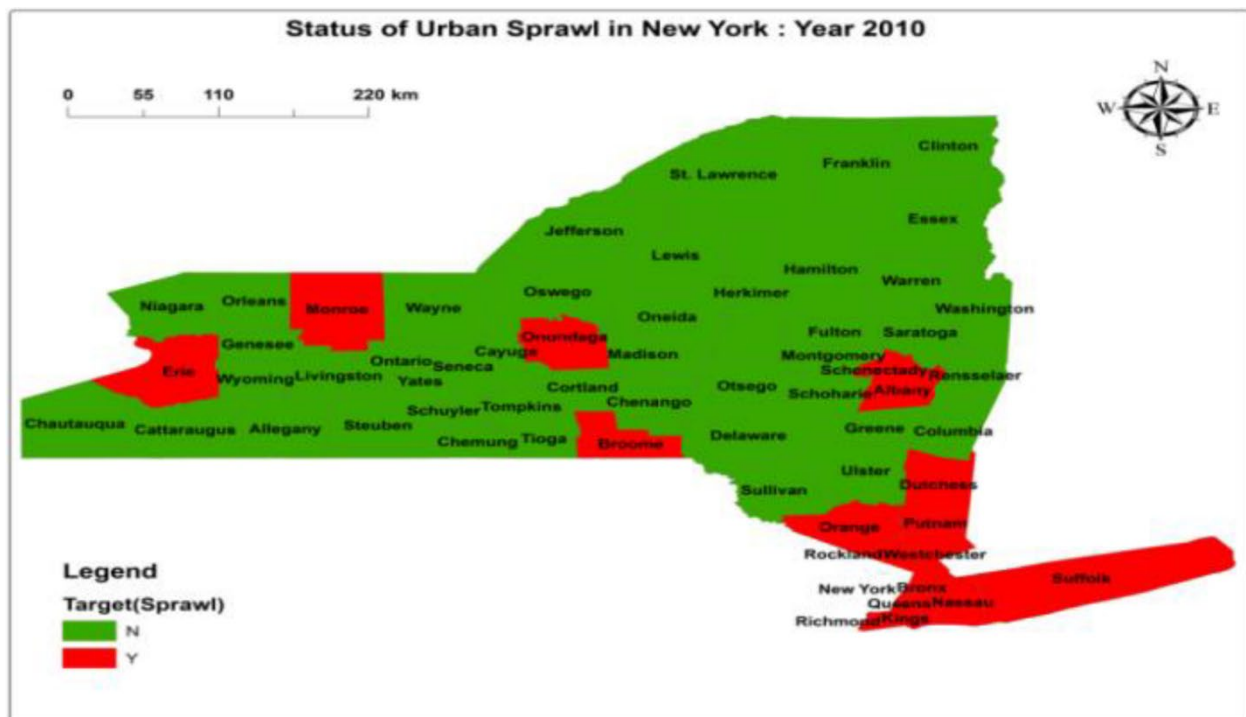 Status of Urban Sprawl in New York : Year 2010
0 55 110 220 km
N
W E
S
Clinton
Franklin
St. Lawrence
Essex
Jefferson
Lewis
Hamilton
Warren
Herkimer
Oswego
Niagara
Orleans
Monroe
Wayne
Washington
Oneida
Fulton
Saratoga
Onondaga
Genesee
Cayuga
Madison
Montgomery
Ontario
Seneca
Schenectady
Rensselaer
Erie
Wyoming
Livingston
Yates
Cortland
Otsego
Schoharie
Albany
Chenango
Schuyler
Tompkins
Chautauqua
Cattaraugus
Allegany
Steuben
Greene
Columbia
Chemung
Tioga
Broome
Delaware
Ulster
Dutchess
Sullivan
Orange
Putnam
Rockland
Westchester
Suffolk
New York
Bronx
Queens
Nassau
Richmond
Kings
Legend
Target(Sprawl)
N
Y